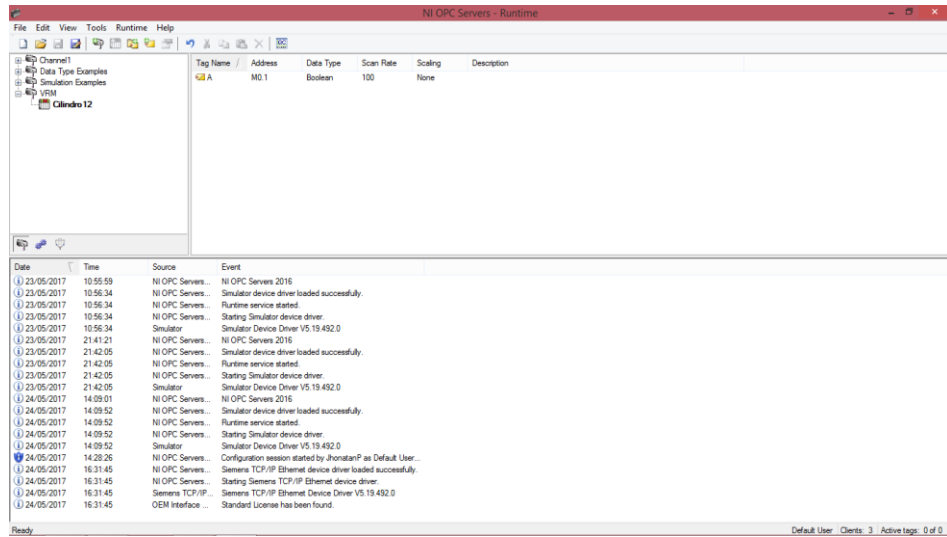 NI OPC Servers - Runtime
File Edit View Tools Runtime Help
Channel1
Data Type Examples
Simulation Examples
VRM
Cilindro 12
Tag Name / Address Data Type Scan Rate Scaling Description
A M0.1 Boolean 100 None
Date Time Source Event
23/05/2017 10:55:59 NI OPC Servers... NI OPC Servers 2016
23/05/2017 10:56:34 NI OPC Servers... Simulator device driver loaded successfully.
23/05/2017 10:56:34 NI OPC Servers... Runtime service started.
23/05/2017 10:56:34 NI OPC Servers... Starting Simulator device driver.
23/05/2017 10:56:34 Simulator Simulator Device Driver V5.19.492.0
23/05/2017 21:41:21 NI OPC Servers... NI OPC Servers 2016
23/05/2017 21:42:05 NI OPC Servers... Simulator device driver loaded successfully.
23/05/2017 21:42:05 NI OPC Servers... Runtime service started.
23/05/2017 21:42:05 NI OPC Servers... Starting Simulator device driver.
23/05/2017 21:42:05 Simulator Simulator Device Driver V5.19.492.0
24/05/2017 14:09:01 NI OPC Servers... NI OPC Servers 2016
24/05/2017 14:09:52 NI OPC Servers... Simulator device driver loaded successfully.
24/05/2017 14:09:52 NI OPC Servers... Runtime service started.
24/05/2017 14:09:52 NI OPC Servers... Starting Simulator device driver.
24/05/2017 14:09:52 Simulator Simulator Device Driver V5.19.492.0
24/05/2017 14:28:26 NI OPC Servers... Configuration session started by JhonatanP as Default User...
24/05/2017 16:31:45 NI OPC Servers... Siemens TCP/IP Ethernet device driver loaded successfully.
24/05/2017 16:31:45 NI OPC Servers... Starting Siemens TCP/IP Ethernet device driver.
24/05/2017 16:31:45 Siemens TCP/IP... Siemens TCP/IP Ethernet Device Driver V5.19.492.0
24/05/2017 16:31:45 OEM Interface ... Standard License has been found.
Ready Default User Clients: 3 Active tags: 0 of 0